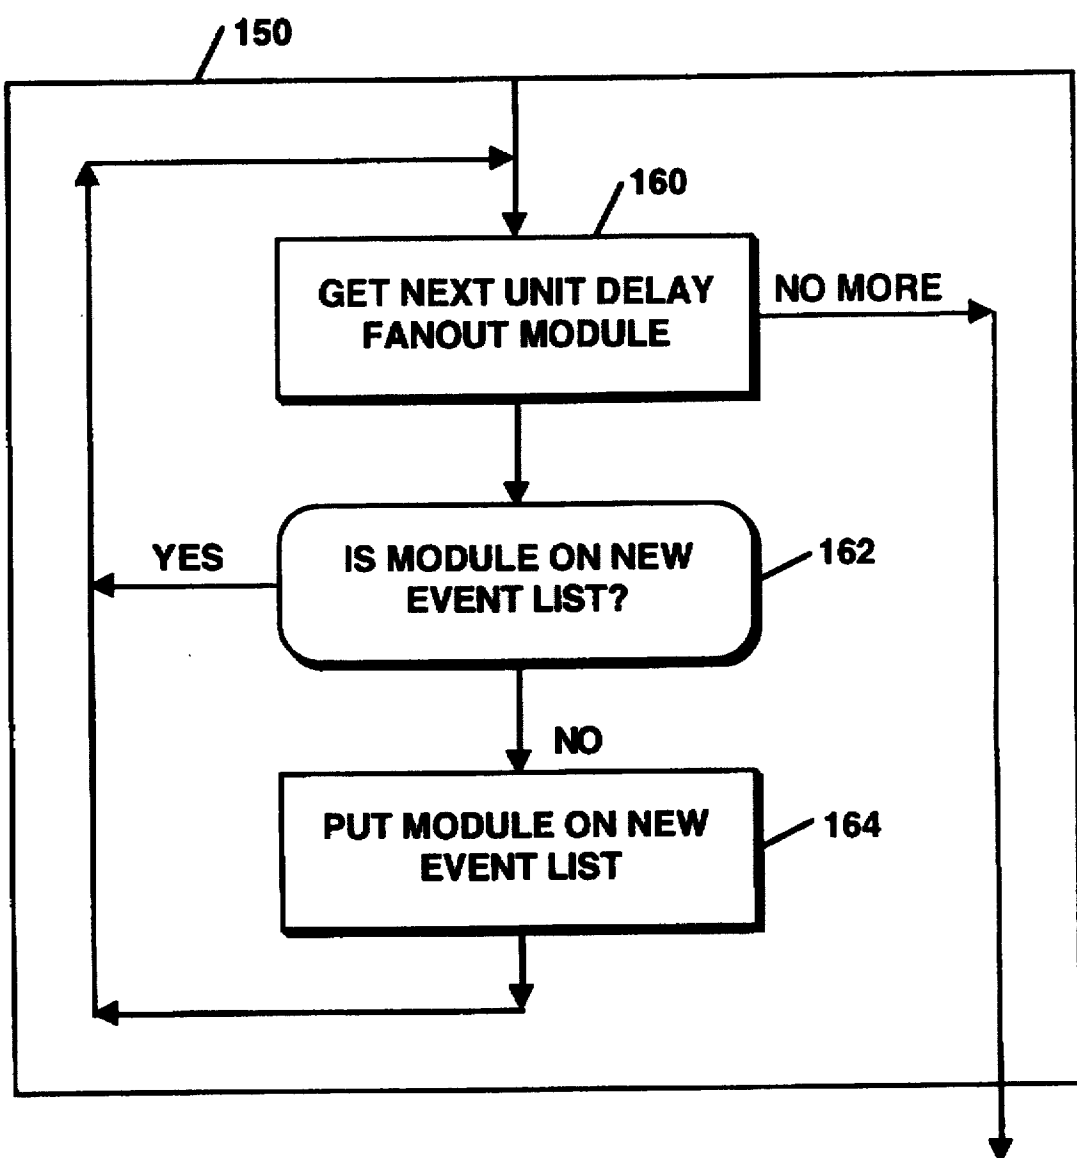 150
160
GET NEXT UNIT DELAY
FANOUT MODULE
NO MORE
YES
IS MODULE ON NEW
EVENT LIST?
162
NO
PUT MODULE ON NEW
EVENT LIST
164